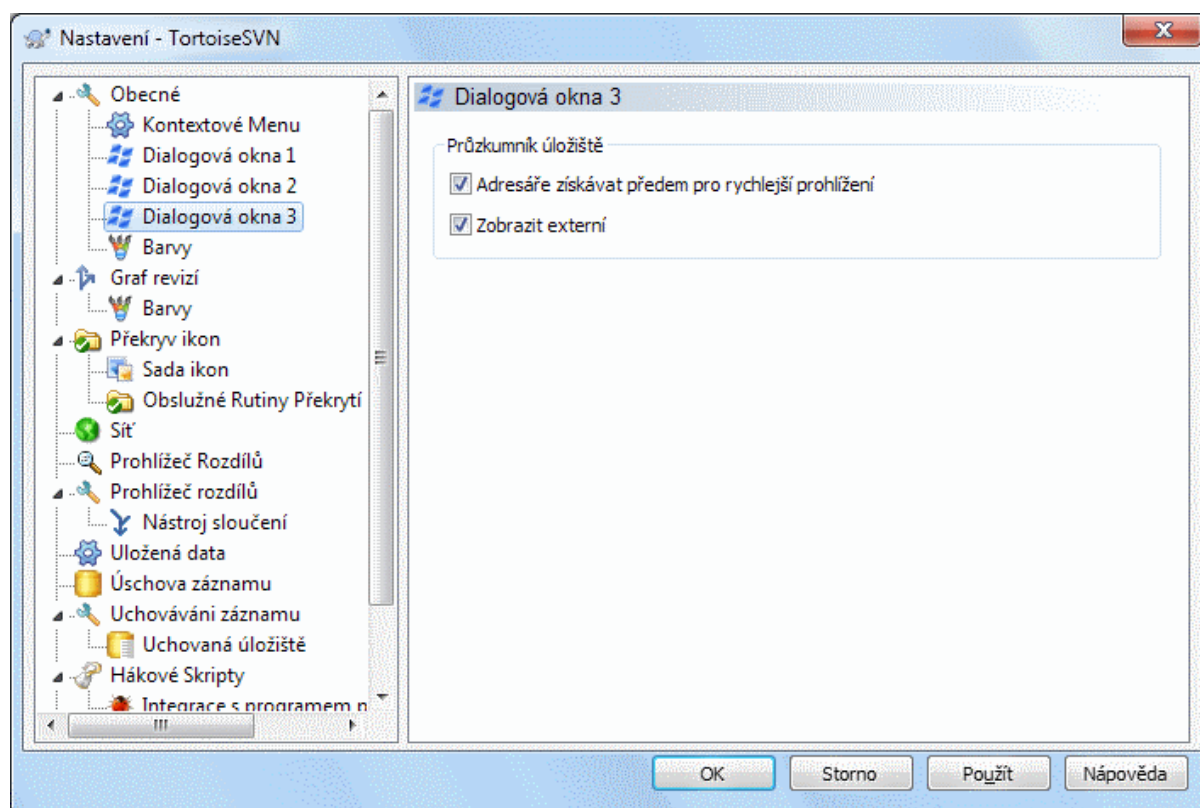 Nastavení - TortoiseSVN
Obecné
Kontextové Menu
Dialogová okna 1
Dialogová okna 2
Dialogová okna 3
Barvy
Graf revizí
Barvy
Překryv ikon
Sada ikon
Obslužné Rutiny Překrytí
Síť
Prohlížeč Rozdílů
Prohlížeč rozdílů
Nástroj sloučení
Uložená data
Úschova záznamu
Uchováváni záznamu
Uchovaná úložiště
Hákové Skripty
Integrace s programem n
Dialogová okna 3
Průzkumník úložiště
Adresáře získávat předem pro rychlejší prohlížení
Zobrazit externí
OK
Storno
Použít
Nápověda